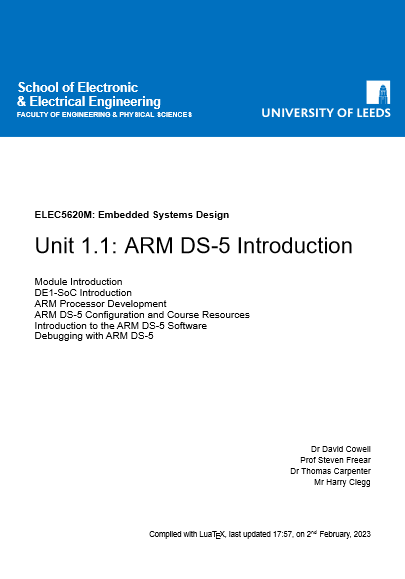 School of Electronic
& Electrical Engineering
FACULTY OF ENGINEERING & PHYSICAL SCIENCES
UNIVERSITY OF LEEDS
ELEC5620M: Embedded Systems Design
Unit 1.1: ARM DS-5 Introduction
Module Introduction
DE1-SoC Introduction
ARM Processor Development
ARM DS-5 Configuration and Course Resources
Introduction to the ARM DS-5 Software
Debugging with ARM DS-5
Dr David Cowell
Prof Steven Freear
Dr Thomas Carpenter
Mr Harry Clegg
Compiled with LuaTEX, last updated 17:57, on 2nd February, 2023